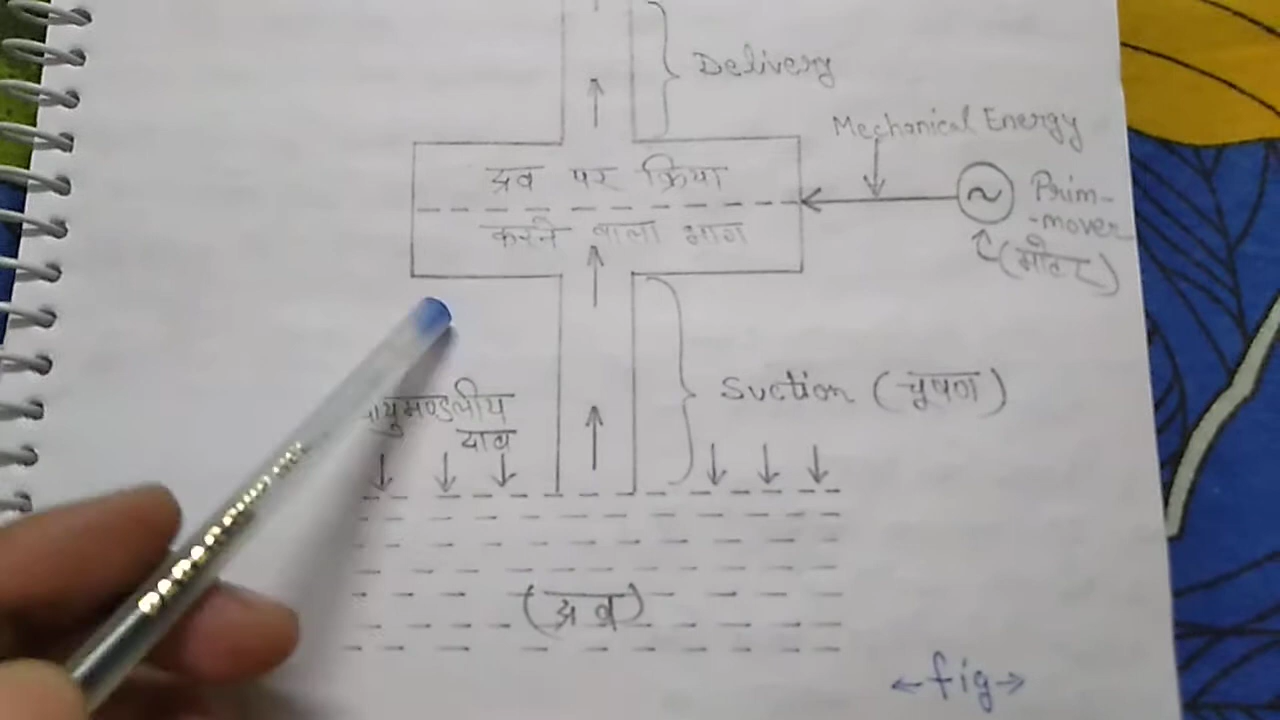 Delivery
Mechanical Energy
द्रव पर क्रिया
करने वाला भाग
Prim-
-mover
(मोटर)
Suction (चूषण)
वायुमण्डलीय
दाब
(द्रव)
←fig→